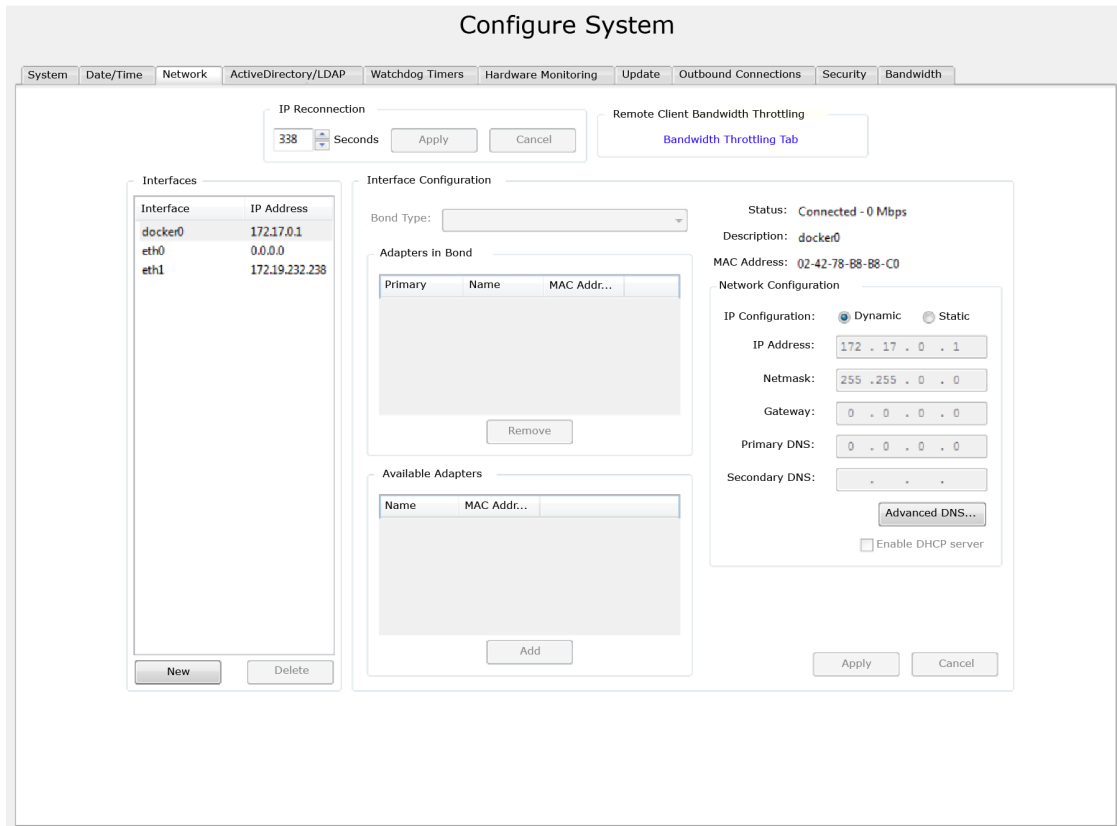 Configure System
System Date/Time Network ActiveDirectory/LDAP Watchdog Timers Hardware Monitoring Update Outbound Connections Security Bandwidth
IP Reconnection
338 Seconds Apply Cancel
Remote Client Bandwidth Throttling
Bandwidth Throttling Tab
Interfaces
Interface IP Address
docker0 172.17.0.1
eth0 0.0.0.0
eth1 172.19.232.238
New Delete
Interface Configuration
Bond Type:
Adapters in Bond
Primary Name MAC Addr...
Remove
Available Adapters
Name MAC Addr...
Add
Status: Connected - 0 Mbps
Description: docker0
MAC Address: 02-42-78-B8-B8-C0
Network Configuration
IP Configuration: Dynamic Static
IP Address: 172 . 17 . 0 . 1
Netmask: 255 .255 . 0 . 0
Gateway: 0 . 0 . 0 . 0
Primary DNS: 0 . 0 . 0 . 0
Secondary DNS: . . .
Advanced DNS...
Enable DHCP server
Apply Cancel